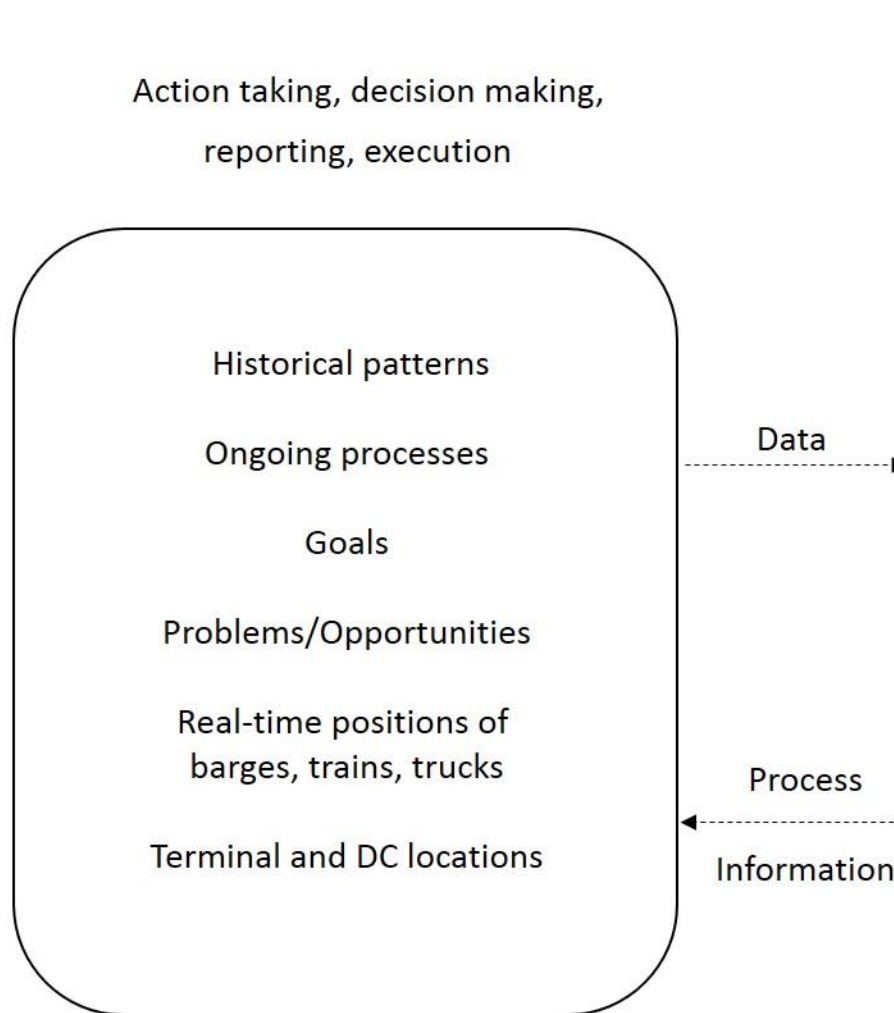 Action taking, decision making,
reporting, execution
Historical patterns
Ongoing processes
Data
Goals
Problems/Opportunities
Real-time positions of
barges, trains, trucks
Process
Terminal and DC locations
Information